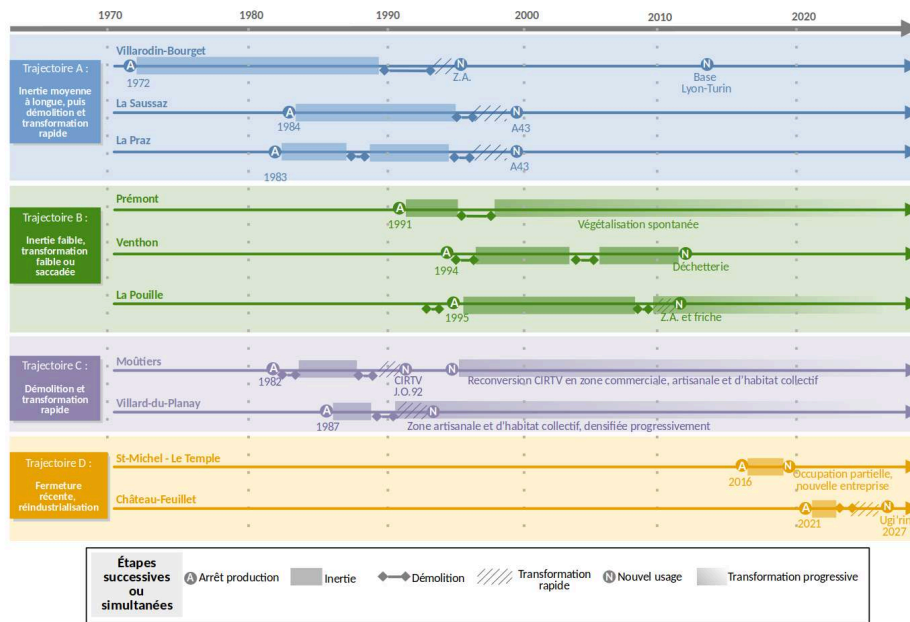 1970 1980 1990 2000 2010 2020
Trajectoire A :
Inertie moyenne
à longue, puis
démolition et
transformation
rapide
Villarodin-Bourget
A N N
1972 Z.A. Base
Lyon-Turin
La Saussaz
A N
1984 A43
La Praz
A N
1983 A43
Trajectoire B :
Inertie faible,
transformation
faible ou
saccadée
Prémont
A
1991 Végétalisation spontanée
Venthon
A N
1994 Déchetterie
La Pouille
A N
1995 Z.A. et friche
Trajectoire C :
Démolition et
transformation
rapide
Moûtiers
A N N
1982 CIRTV Reconversion CIRTV en zone commerciale, artisanale et d'habitat collectif
J.O.92
Villard-du-Planay
A N
1987 Zone artisanale et d'habitat collectif, densifiée progressivement
Trajectoire D :
Fermeture
récente,
réindustrialisation
St-Michel - Le Temple
A N
2016 Occupation partielle,
nouvelle entreprise
Château-Feuillet
A N
2021 Ugi'rin
2027
Étapes
successives
ou
simultanées
A Arrêt production
Inertie
Démolition
Transformation
rapide
N Nouvel usage
Transformation progressive